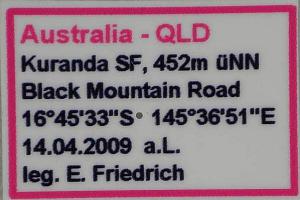 Australia - QLD
Kuranda SF, 452m üNN
Black Mountain Road
16°45'33"S 145°36'51"E
14.04.2009 a.L.
leg. E. Friedrich